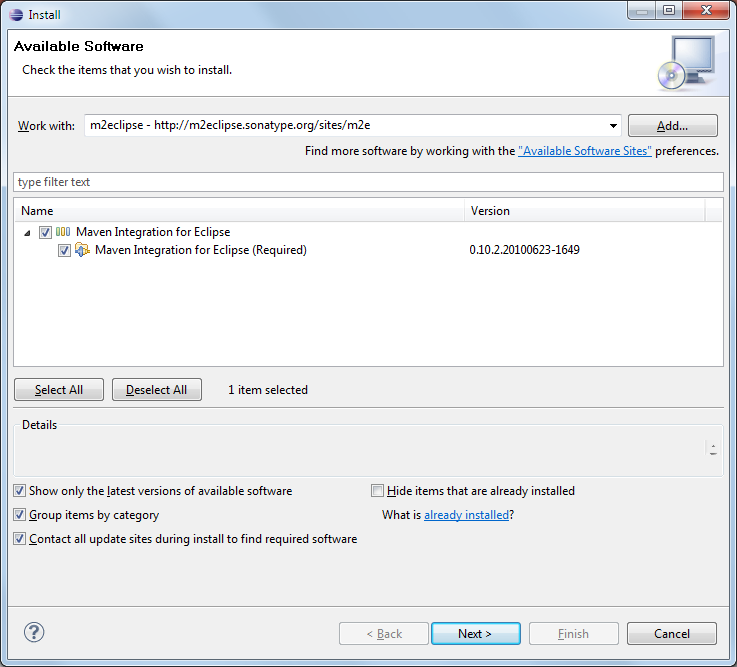 Install
Available Software
Check the items that you wish to install.
Work with: m2eclipse - http://m2eclipse.sonatype.org/sites/m2e Add...
Find more software by working with the "Available Software Sites" preferences.
type filter text
Name Version
Maven Integration for Eclipse
Maven Integration for Eclipse (Required) 0.10.2.20100623-1649
Select All Deselect All 1 item selected
Details
Show only the latest versions of available software Hide items that are already installed
Group items by category What is already installed?
Contact all update sites during install to find required software
? < Back Next > Finish Cancel